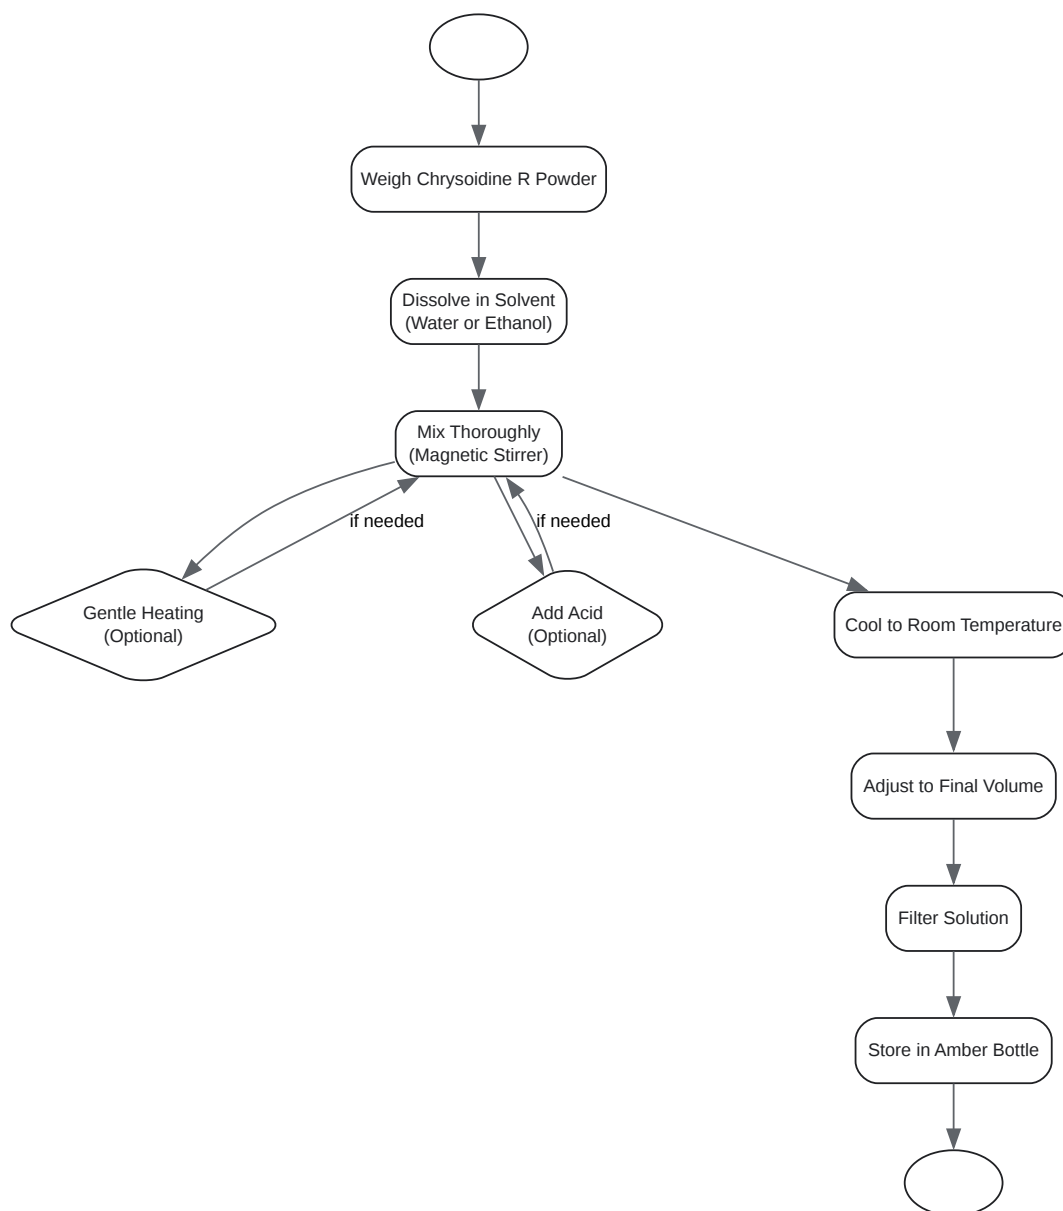 Weigh Chrysoidine R Powder
Dissolve in Solvent
(Water or Ethanol)
Mix Thoroughly
(Magnetic Stirrer)
if needed
if needed
Gentle Heating
(Optional)
Add Acid
(Optional)
Cool to Room Temperature
Adjust to Final Volume
Filter Solution
Store in Amber Bottle